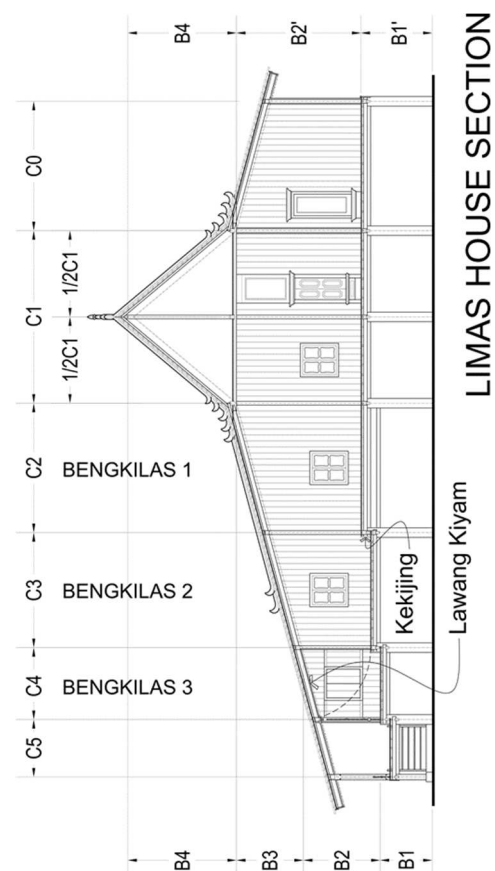 B4
B2'
B1'
C0
C1
1/2C1
1/2C1
C2
C3
C4
C5
BENGKILAS 1
BENGKILAS 2
BENGKILAS 3
Kekijing
Lawang Kiyam
B4
B3
B2
B1
LIMAS HOUSE SECTION